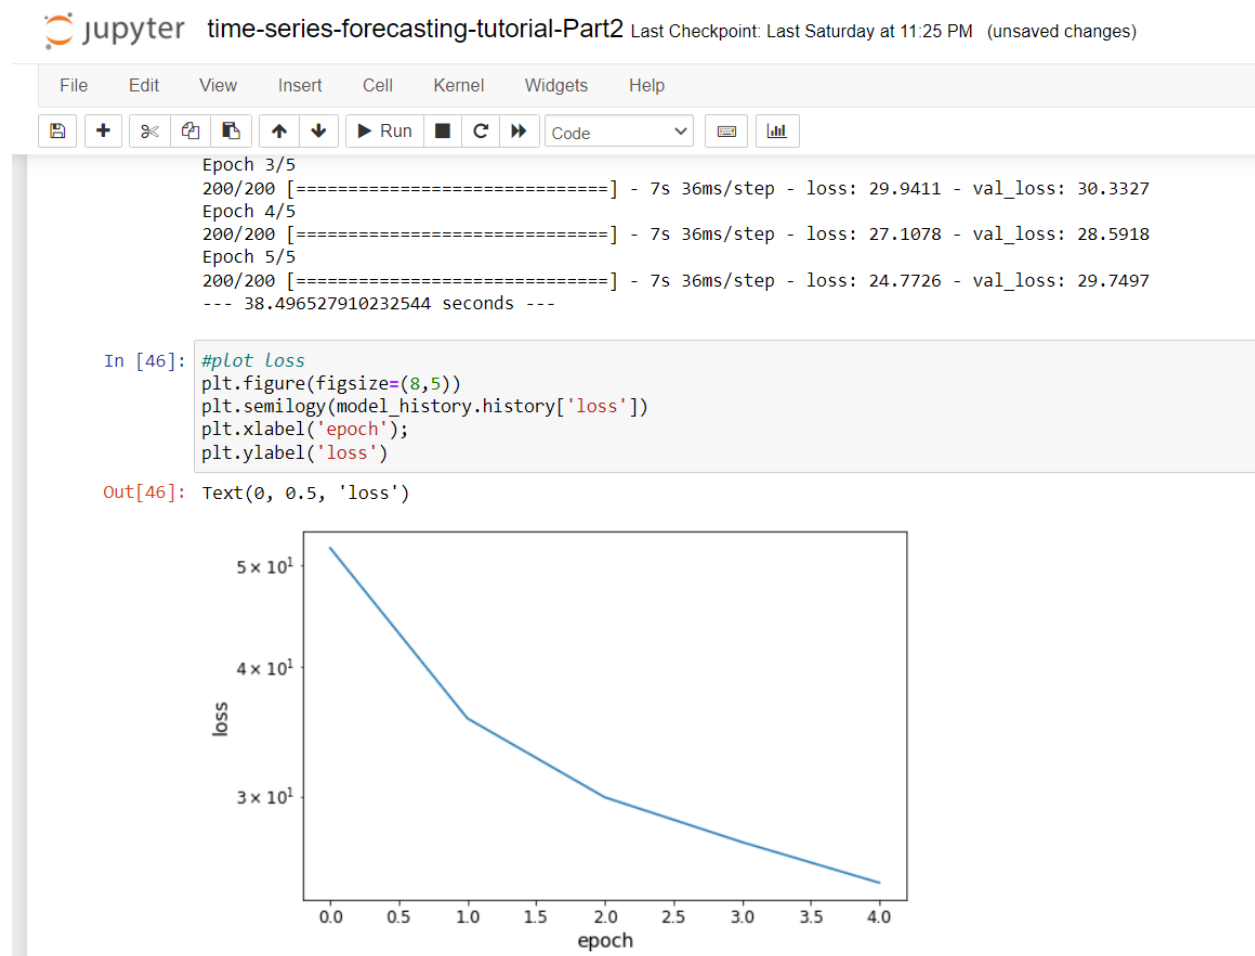 jupyter time-series-forecasting-tutorial-Part2 Last Checkpoint: Last Saturday at 11:25 PM (unsaved changes)
File Edit View Insert Cell Kernel Widgets Help
Run Code
Epoch 3/5
200/200 [==============================] - 7s 36ms/step - loss: 29.9411 - val_loss: 30.3327
Epoch 4/5
200/200 [==============================] - 7s 36ms/step - loss: 27.1078 - val_loss: 28.5918
Epoch 5/5
200/200 [==============================] - 7s 36ms/step - loss: 24.7726 - val_loss: 29.7497
--- 38.496527910232544 seconds ---
In [46]: #plot loss
plt.figure(figsize=(8,5))
plt.semilogy(model_history.history['loss'])
plt.xlabel('epoch');
plt.ylabel('loss')
Out[46]: Text(0, 0.5, 'loss')
5 × 10¹
4 × 10¹
loss
3 × 10¹
0.0 0.5 1.0 1.5 2.0 2.5 3.0 3.5 4.0
epoch